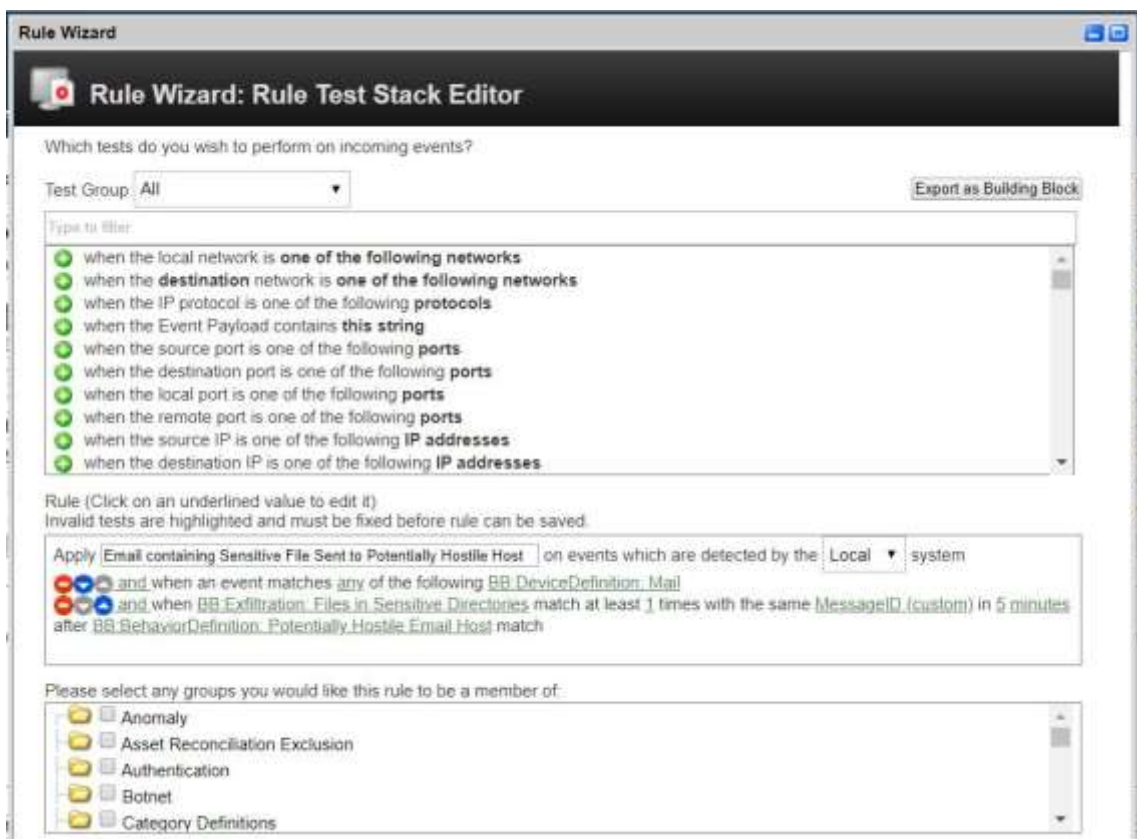 Rule Wizard
Rule Wizard: Rule Test Stack Editor
Which tests do you wish to perform on incoming events?
Test Group All
Export as Building Block
Type to filter
when the local network is one of the following networks
when the destination network is one of the following networks
when the IP protocol is one of the following protocols
when the Event Payload contains this string
when the source port is one of the following ports
when the destination port is one of the following ports
when the local port is one of the following ports
when the remote port is one of the following ports
when the source IP is one of the following IP addresses
when the destination IP is one of the following IP addresses
Rule (Click on an underlined value to edit it)
Invalid tests are highlighted and must be fixed before rule can be saved.
Apply Email containing Sensitive File Sent to Potentially Hostile Host on events which are detected by the Local system
and when an event matches any of the following BB:DeviceDefinition: Mail
and when BB:Exfiltration: Files in Sensitive Directories match at least 1 times with the same MessageID (custom) in 5 minutes
after BB:BehaviorDefinition: Potentially Hostile Email Host match
Please select any groups you would like this rule to be a member of:
Anomaly
Asset Reconciliation Exclusion
Authentication
Botnet
Category Definitions